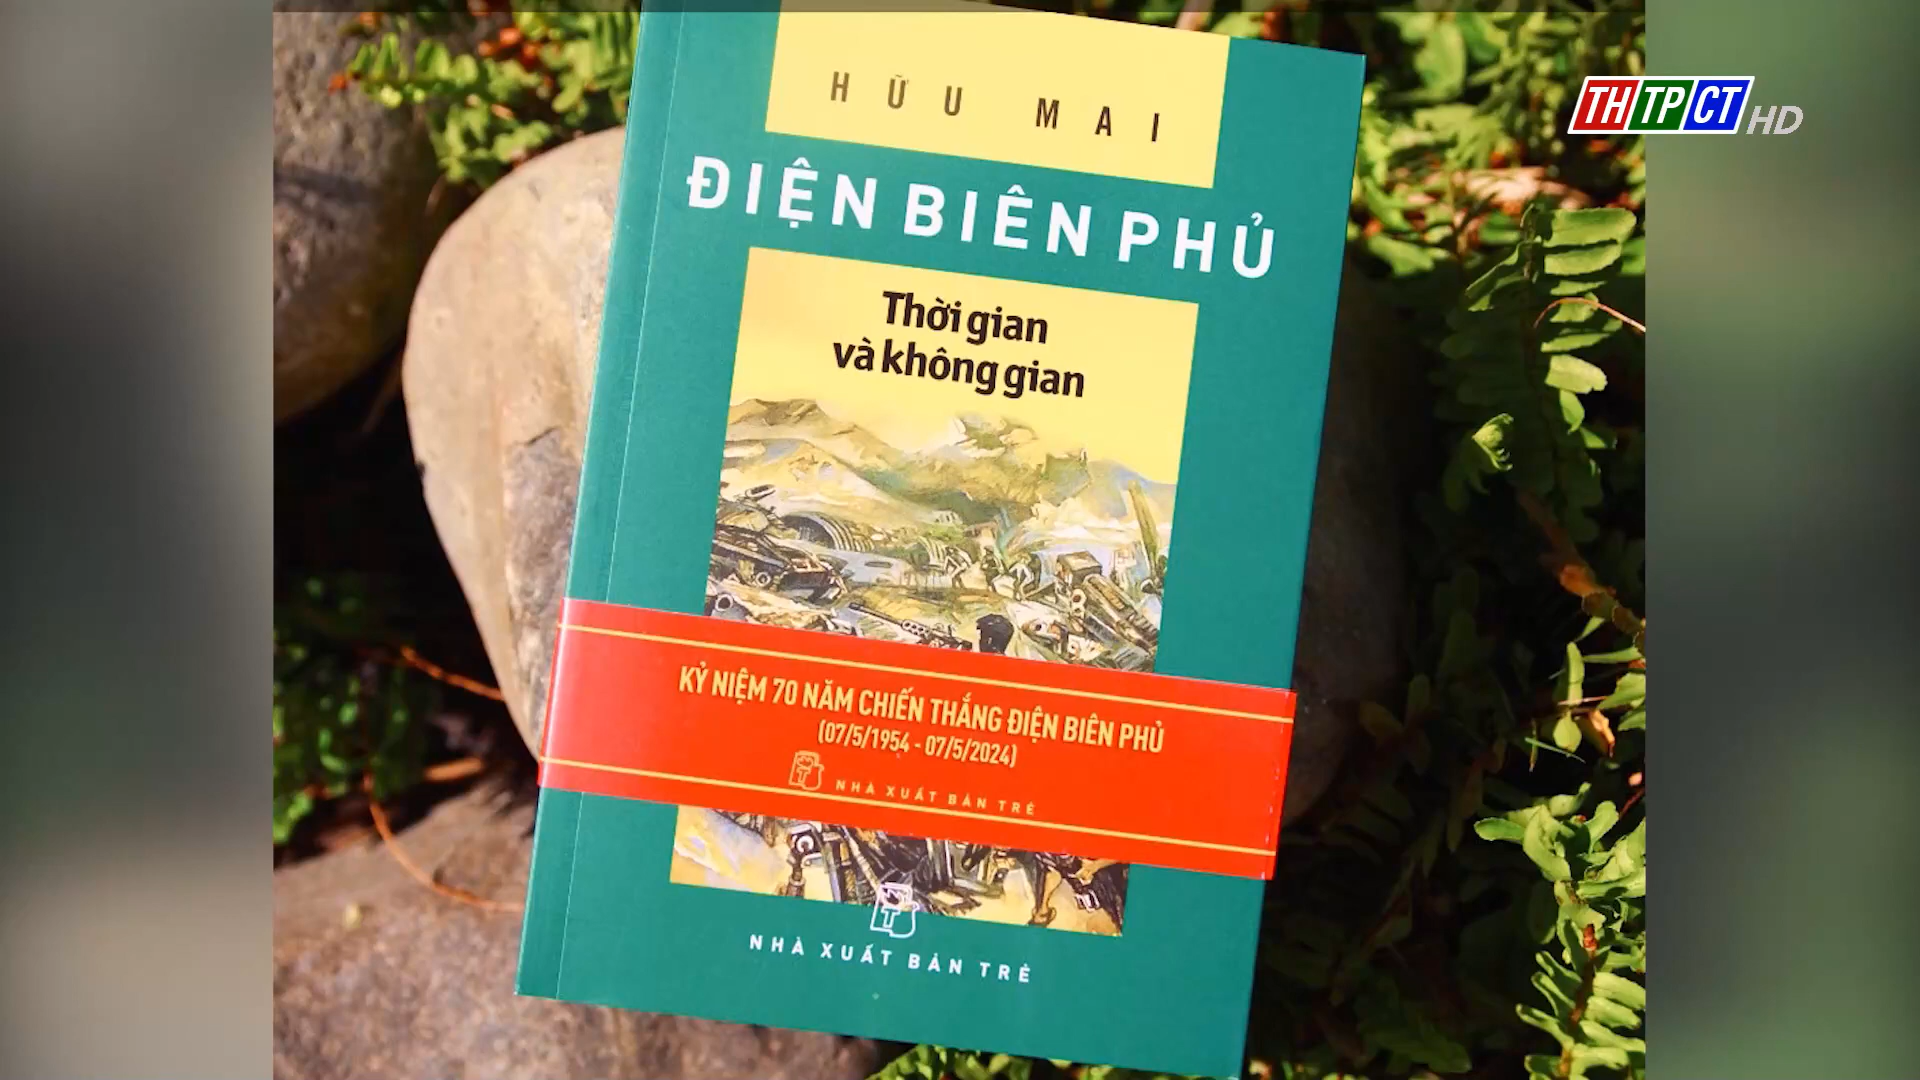 HỮU MAI
THTPCT HD
ĐIỆN BIÊN PHỦ
Thời gian
và không gian
KỶ NIỆM 70 NĂM CHIẾN THẮNG ĐIỆN BIÊN PHỦ
(07/5/1954 - 07/5/2024)
NHÀ XUẤT BẢN TRẺ
NHÀ XUẤT BẢN TRẺ